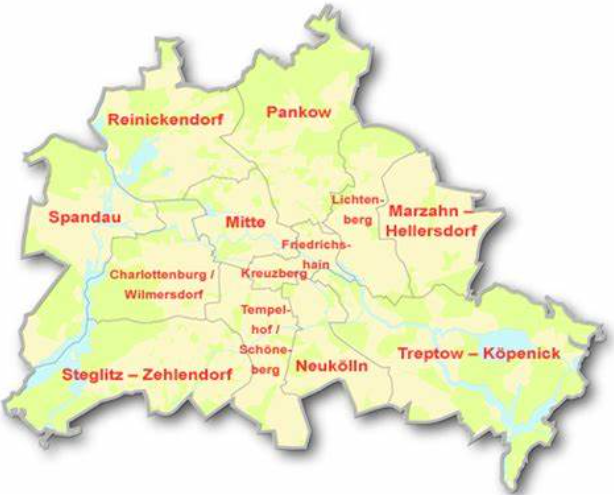 Pankow
Reinickendorf
Lichten-
berg
Marzahn –
Hellersdorf
Spandau
Mitte
Friedrichs-
hain
Kreuzberg
Charlottenburg /
Wilmersdorf
Tempel-
hof /
Schöne-
berg
Neukölln
Treptow – Köpenick
Steglitz – Zehlendorf